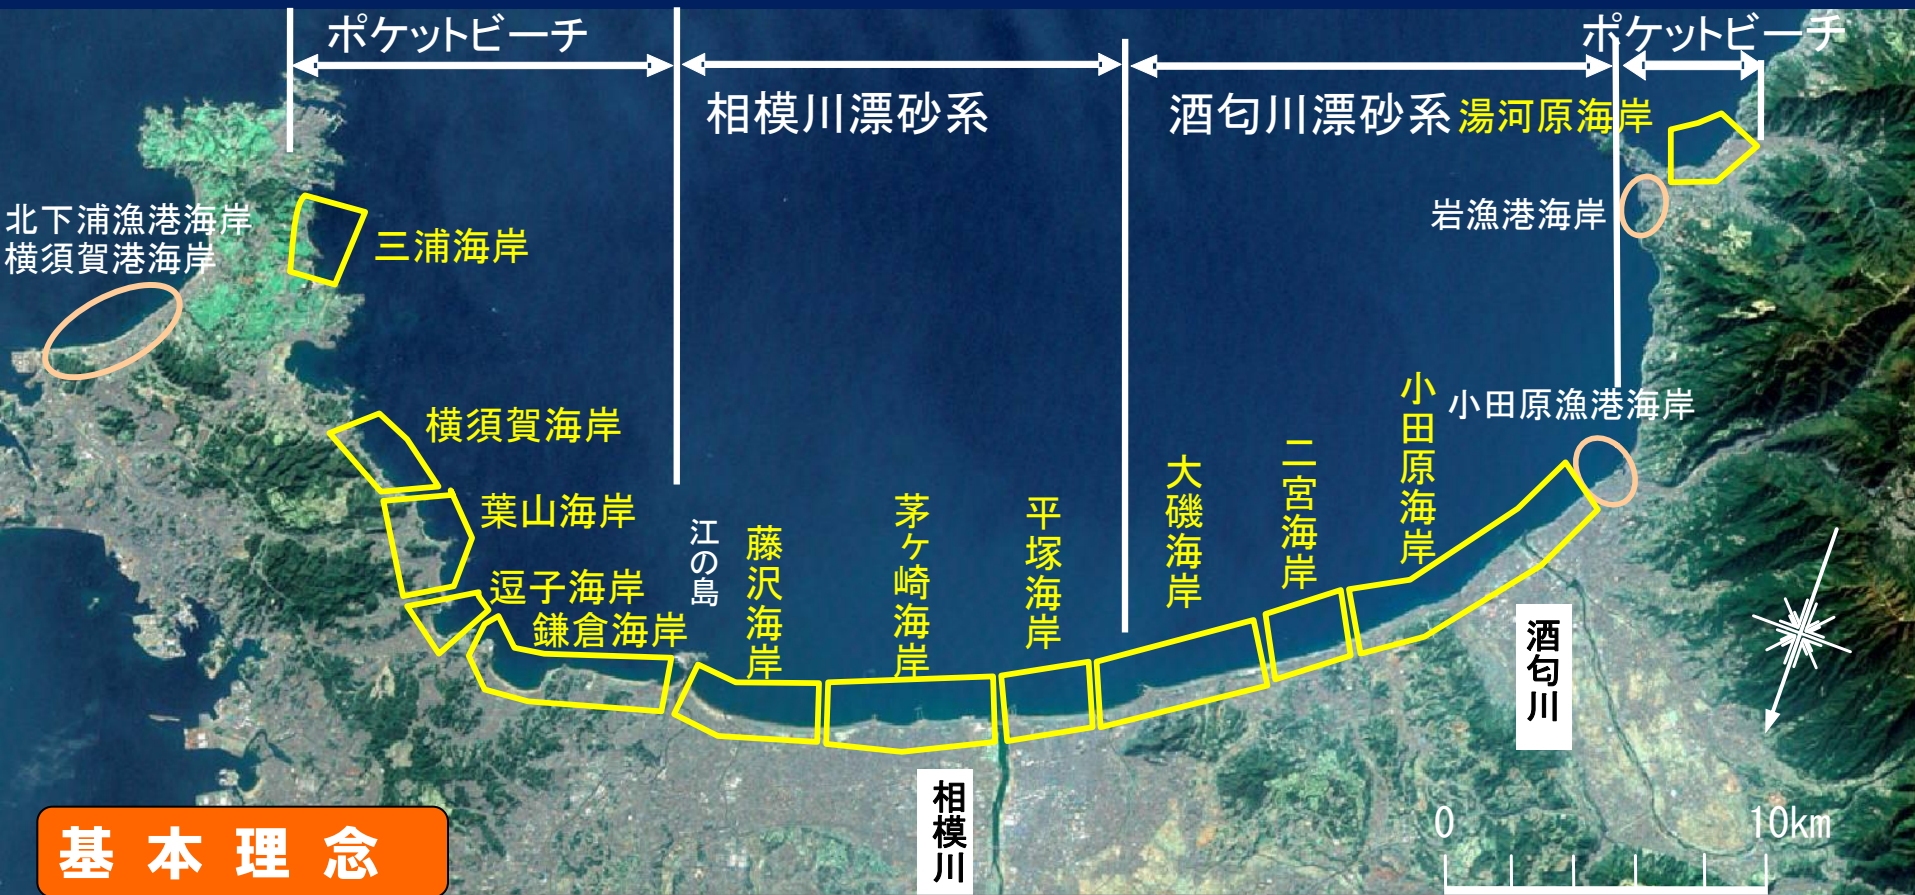 ポケットビーチ
ポケットビーチ
相模川漂砂系
酒匂川漂砂系
湯河原海岸
北下浦漁港海岸
横須賀港海岸
三浦海岸
岩漁港海岸
横須賀海岸
小田原漁港海岸
小田原海岸
二宮海岸
大磯海岸
平塚海岸
茅ヶ崎海岸
藤沢海岸
江の島
葉山海岸
逗子海岸
鎌倉海岸
酒匂川
相模川
0 10km
基本理念